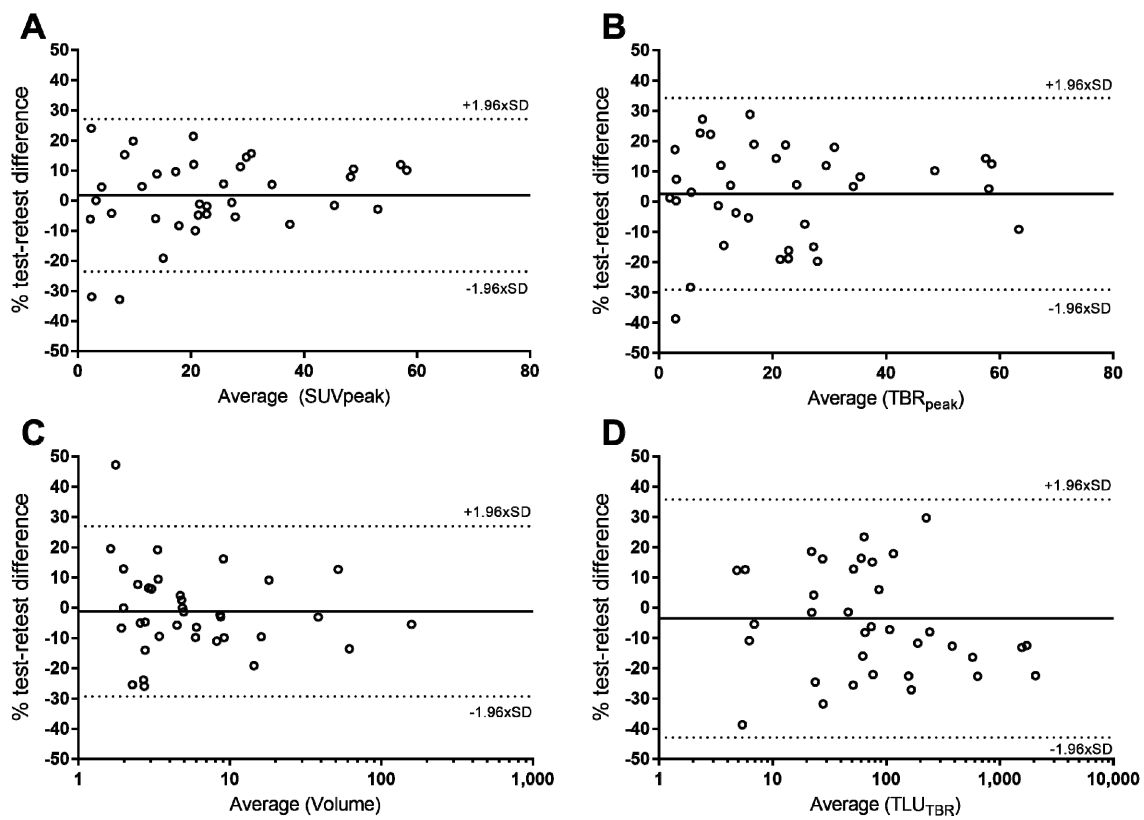 A
% test-retest difference
50
40
30
20
10
0
-10
-20
-30
-40
-50
+1.96xSD
-1.96xSD
0 20 40 60 80
Average (SUVpeak)
B
% test-retest difference
50
40
30
20
10
0
-10
-20
-30
-40
-50
+1.96xSD
-1.96xSD
0 20 40 60 80
Average (TBRpeak)
C
% test-retest difference
50
40
30
20
10
0
-10
-20
-30
-40
-50
+1.96xSD
-1.96xSD
1 10 100 1,000
Average (Volume)
D
% test-retest difference
50
40
30
20
10
0
-10
-20
-30
-40
-50
+1.96xSD
-1.96xSD
1 10 100 1,000 10,000
Average (TLUTBR)